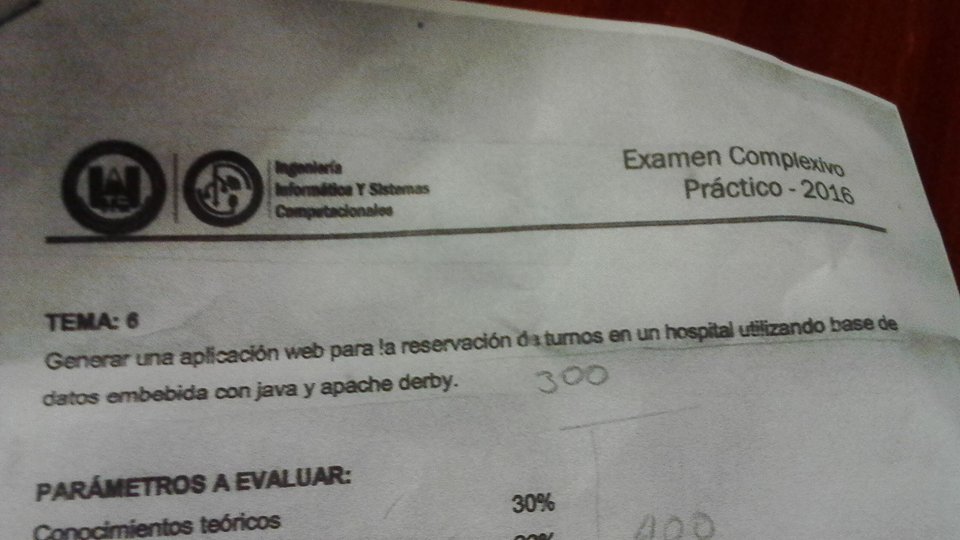 Ingeniería
Informática Y Sistemas
Computacionales
Examen Complexivo
Práctico - 2016
TEMA: 6
Generar una aplicación web para la reservación de turnos en un hospital utilizando base de
datos embebida con java y apache derby.
300
PARÁMETROS A EVALUAR:
Conocimientos teóricos 30%